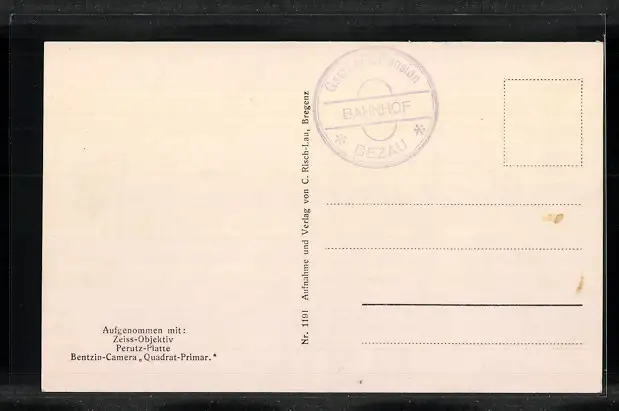 Aufgenommen mit:
Zeiss-Objektiv
Perutz-Platte
Bentzin-Camera „Quadrat-Primar.“
Nr. 1191 Aufnahme und Verlag von C. Risch-Lau, Bregenz
Pension
BAHNHOF
* BEZAU *